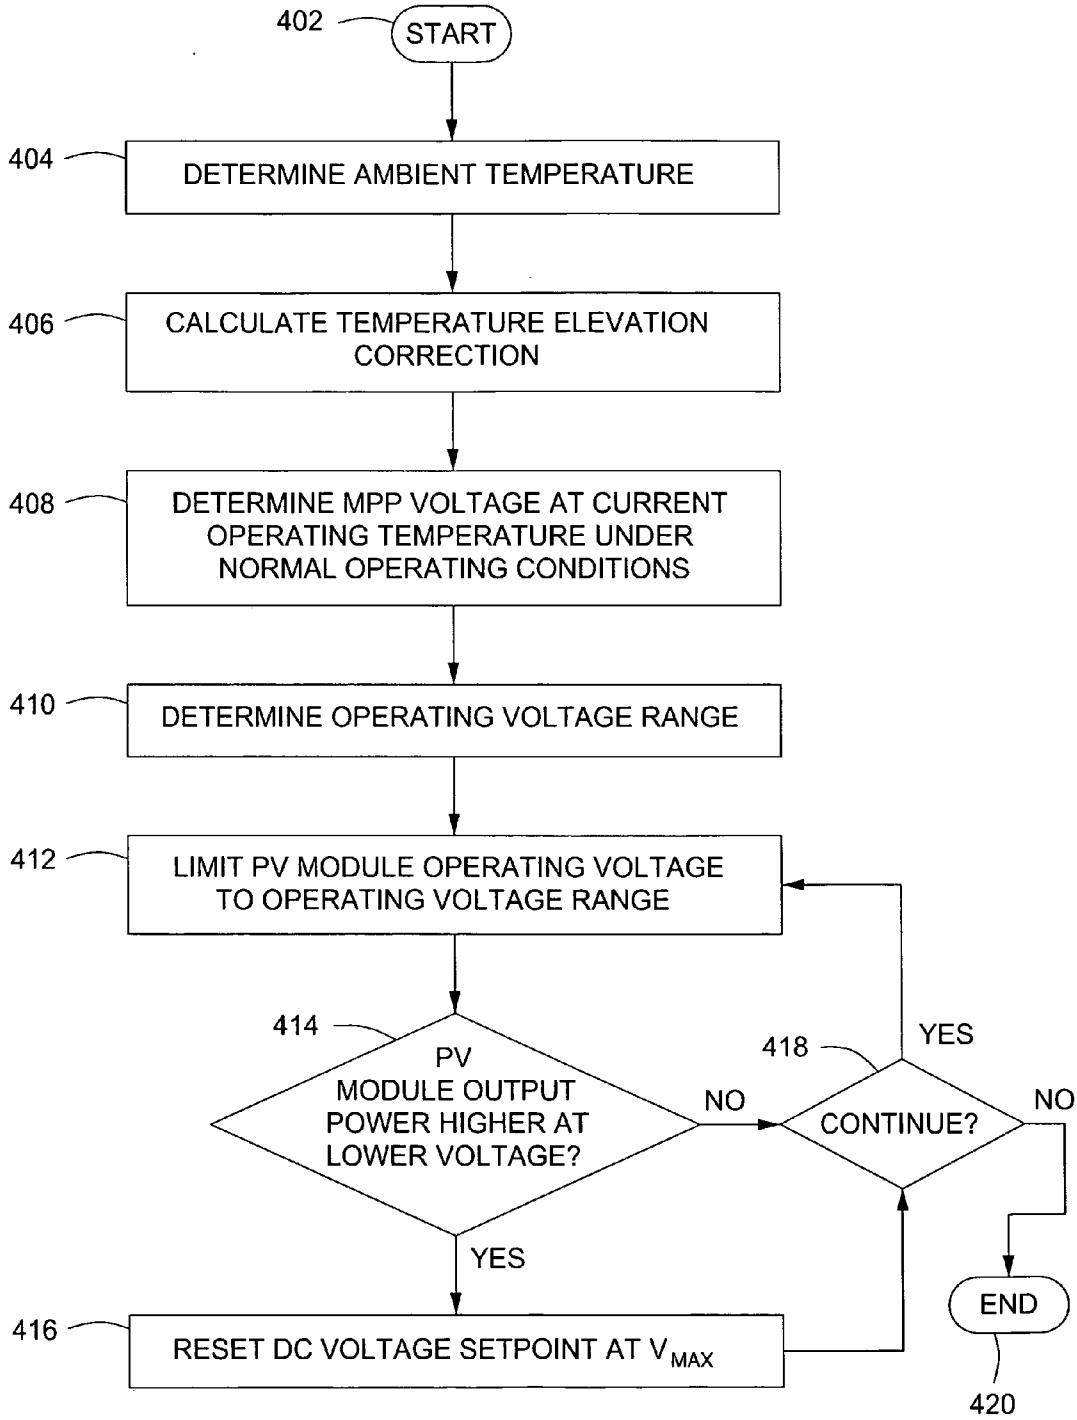 402
START
404
DETERMINE AMBIENT TEMPERATURE
406
CALCULATE TEMPERATURE ELEVATION
CORRECTION
408
DETERMINE MPP VOLTAGE AT CURRENT
OPERATING TEMPERATURE UNDER
NORMAL OPERATING CONDITIONS
410
DETERMINE OPERATING VOLTAGE RANGE
412
LIMIT PV MODULE OPERATING VOLTAGE
TO OPERATING VOLTAGE RANGE
414
PV
MODULE OUTPUT
POWER HIGHER AT
LOWER VOLTAGE?
NO
YES
418
CONTINUE?
YES
NO
416
RESET DC VOLTAGE SETPOINT AT VMAX
END
420